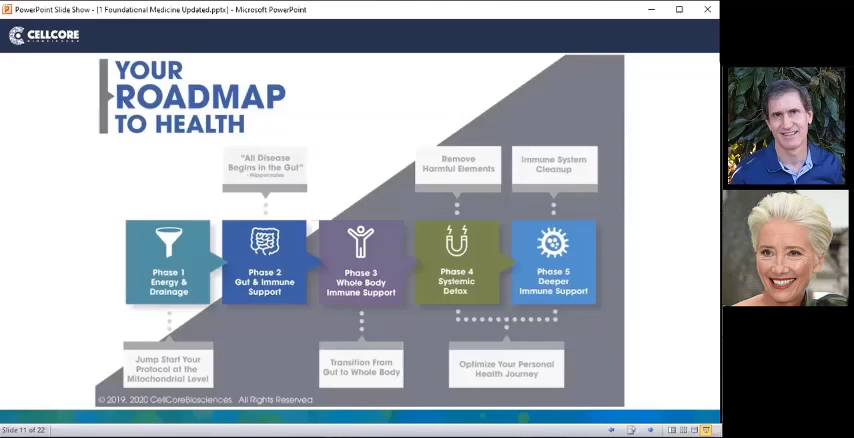 PowerPoint Slide Show - [1 Foundational Medicine Updated.pptx] - Microsoft PowerPoint
CELLCORE
BIOSCIENCES
YOUR
ROADMAP
TO HEALTH
"All Disease
Begins in the Gut"
- Hippocrates
Remove
Harmful Elements
Immune System
Cleanup
Phase 1
Energy &
Drainage
Phase 2
Gut & Immune
Support
Phase 3
Whole Body
Immune Support
Phase 4
Systemic
Detox
Phase 5
Deeper
Immune Support
Jump Start Your
Protocol at the
Mitochondrial Level
Transition From
Gut to Whole Body
Optimize Your Personal
Health Journey
© 2019, 2020 CellCoreBiosciences. All Rights Reserved.
Slide 11 of 22